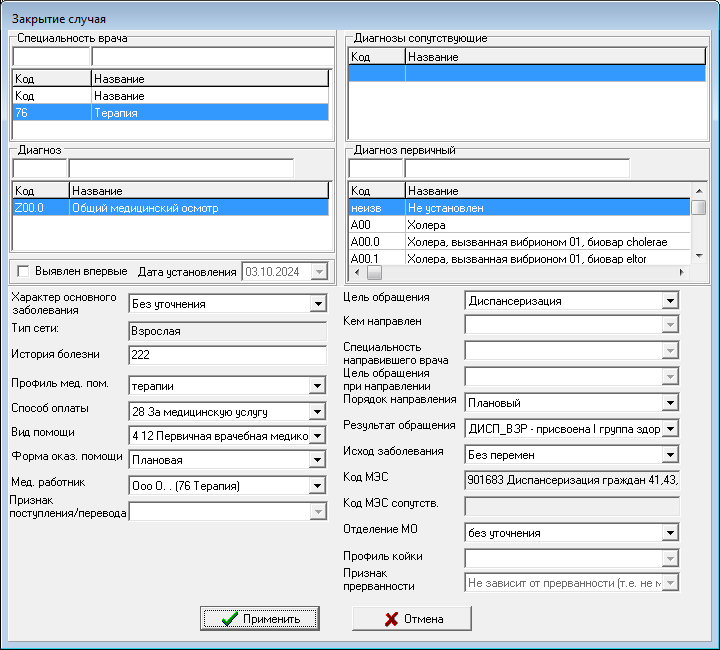 Закрытие случая
Специальность врача
Код Название
Код Название
76 Терапия
Диагнозы сопутствующие
Код Название
Диагноз
Код Название
Z00.0 Общий медицинский осмотр
Диагноз первичный
Код Название
неизв Не установлен
A00 Холера
A00.0 Холера, вызванная вибрионом 01, биовар cholerae
A00.1 Холера, вызванная вибрионом 01, биовар eltor
Выявлен впервые Дата установления 03.10.2024
Характер основного
заболевания
Без уточнения
Тип сети: Взрослая
История болезни 222
Профиль мед. пом. терапии
Способ оплаты 28 За медицинскую услугу
Вид помощи 4 12 Первичная врачебная медико
Форма оказ. помощи Плановая
Мед. работник Ооо О. . (76 Терапия)
Признак
поступления/перевода
Цель обращения Диспансеризация
Кем направлен
Специальность
направившего врача
Цель обращения
при направлении
Порядок направления Плановый
Результат обращения ДИСП_ВЗР - присвоена I группа здор
Исход заболевания Без перемен
Код МЭС 901683 Диспансеризация граждан 41,43,
Код МЭС сопутств.
Отделение МО без уточнения
Профиль койки
Признак
прерванности
Не зависит от прерванности (т.е. не м
Применить
Отмена